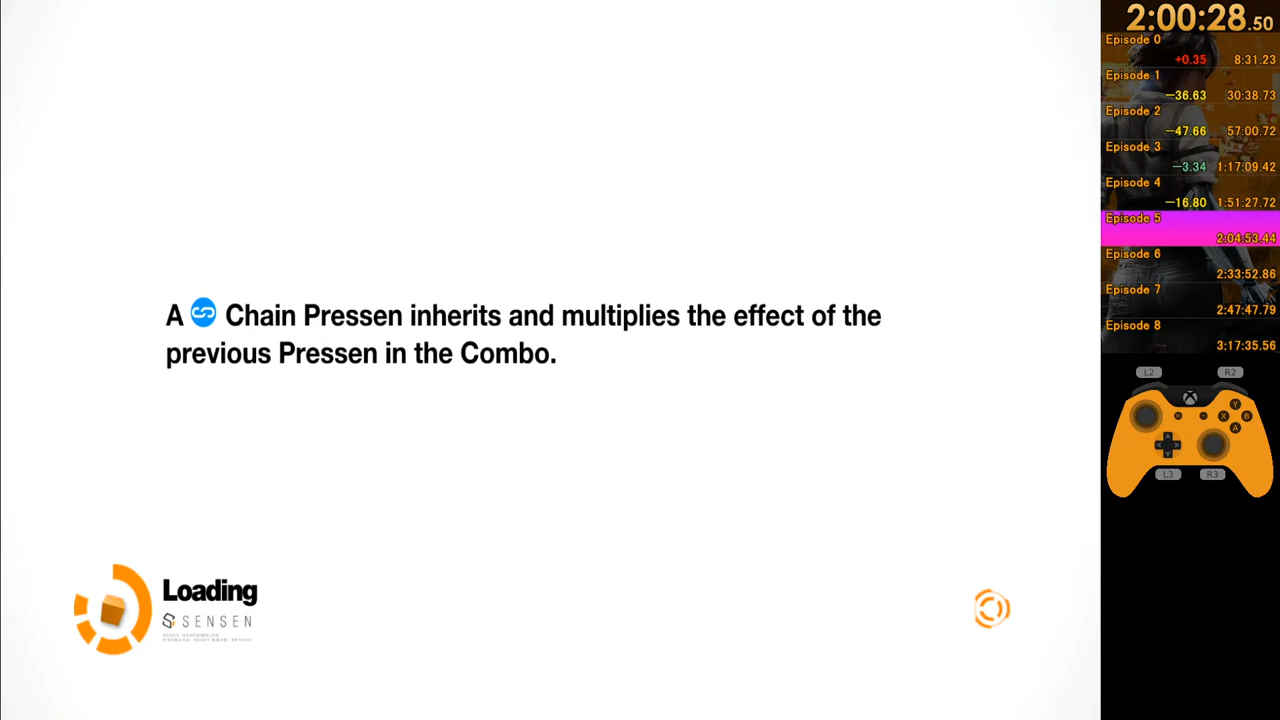 A Chain Pressen inherits and multiplies the effect of the
previous Pressen in the Combo.
Loading
SENSEN
2:00:28.50
Episode 0
+0.35 8:31.23
Episode 1
−36.63 30:38.73
Episode 2
−47.66 57:00.72
Episode 3
−3.34 1:17:09.42
Episode 4
−16.80 1:51:27.72
Episode 5
2:04:53.44
Episode 6
2:33:52.86
Episode 7
2:47:47.79
Episode 8
3:17:35.56
L2 R2
Y
X B
A
L3 R3